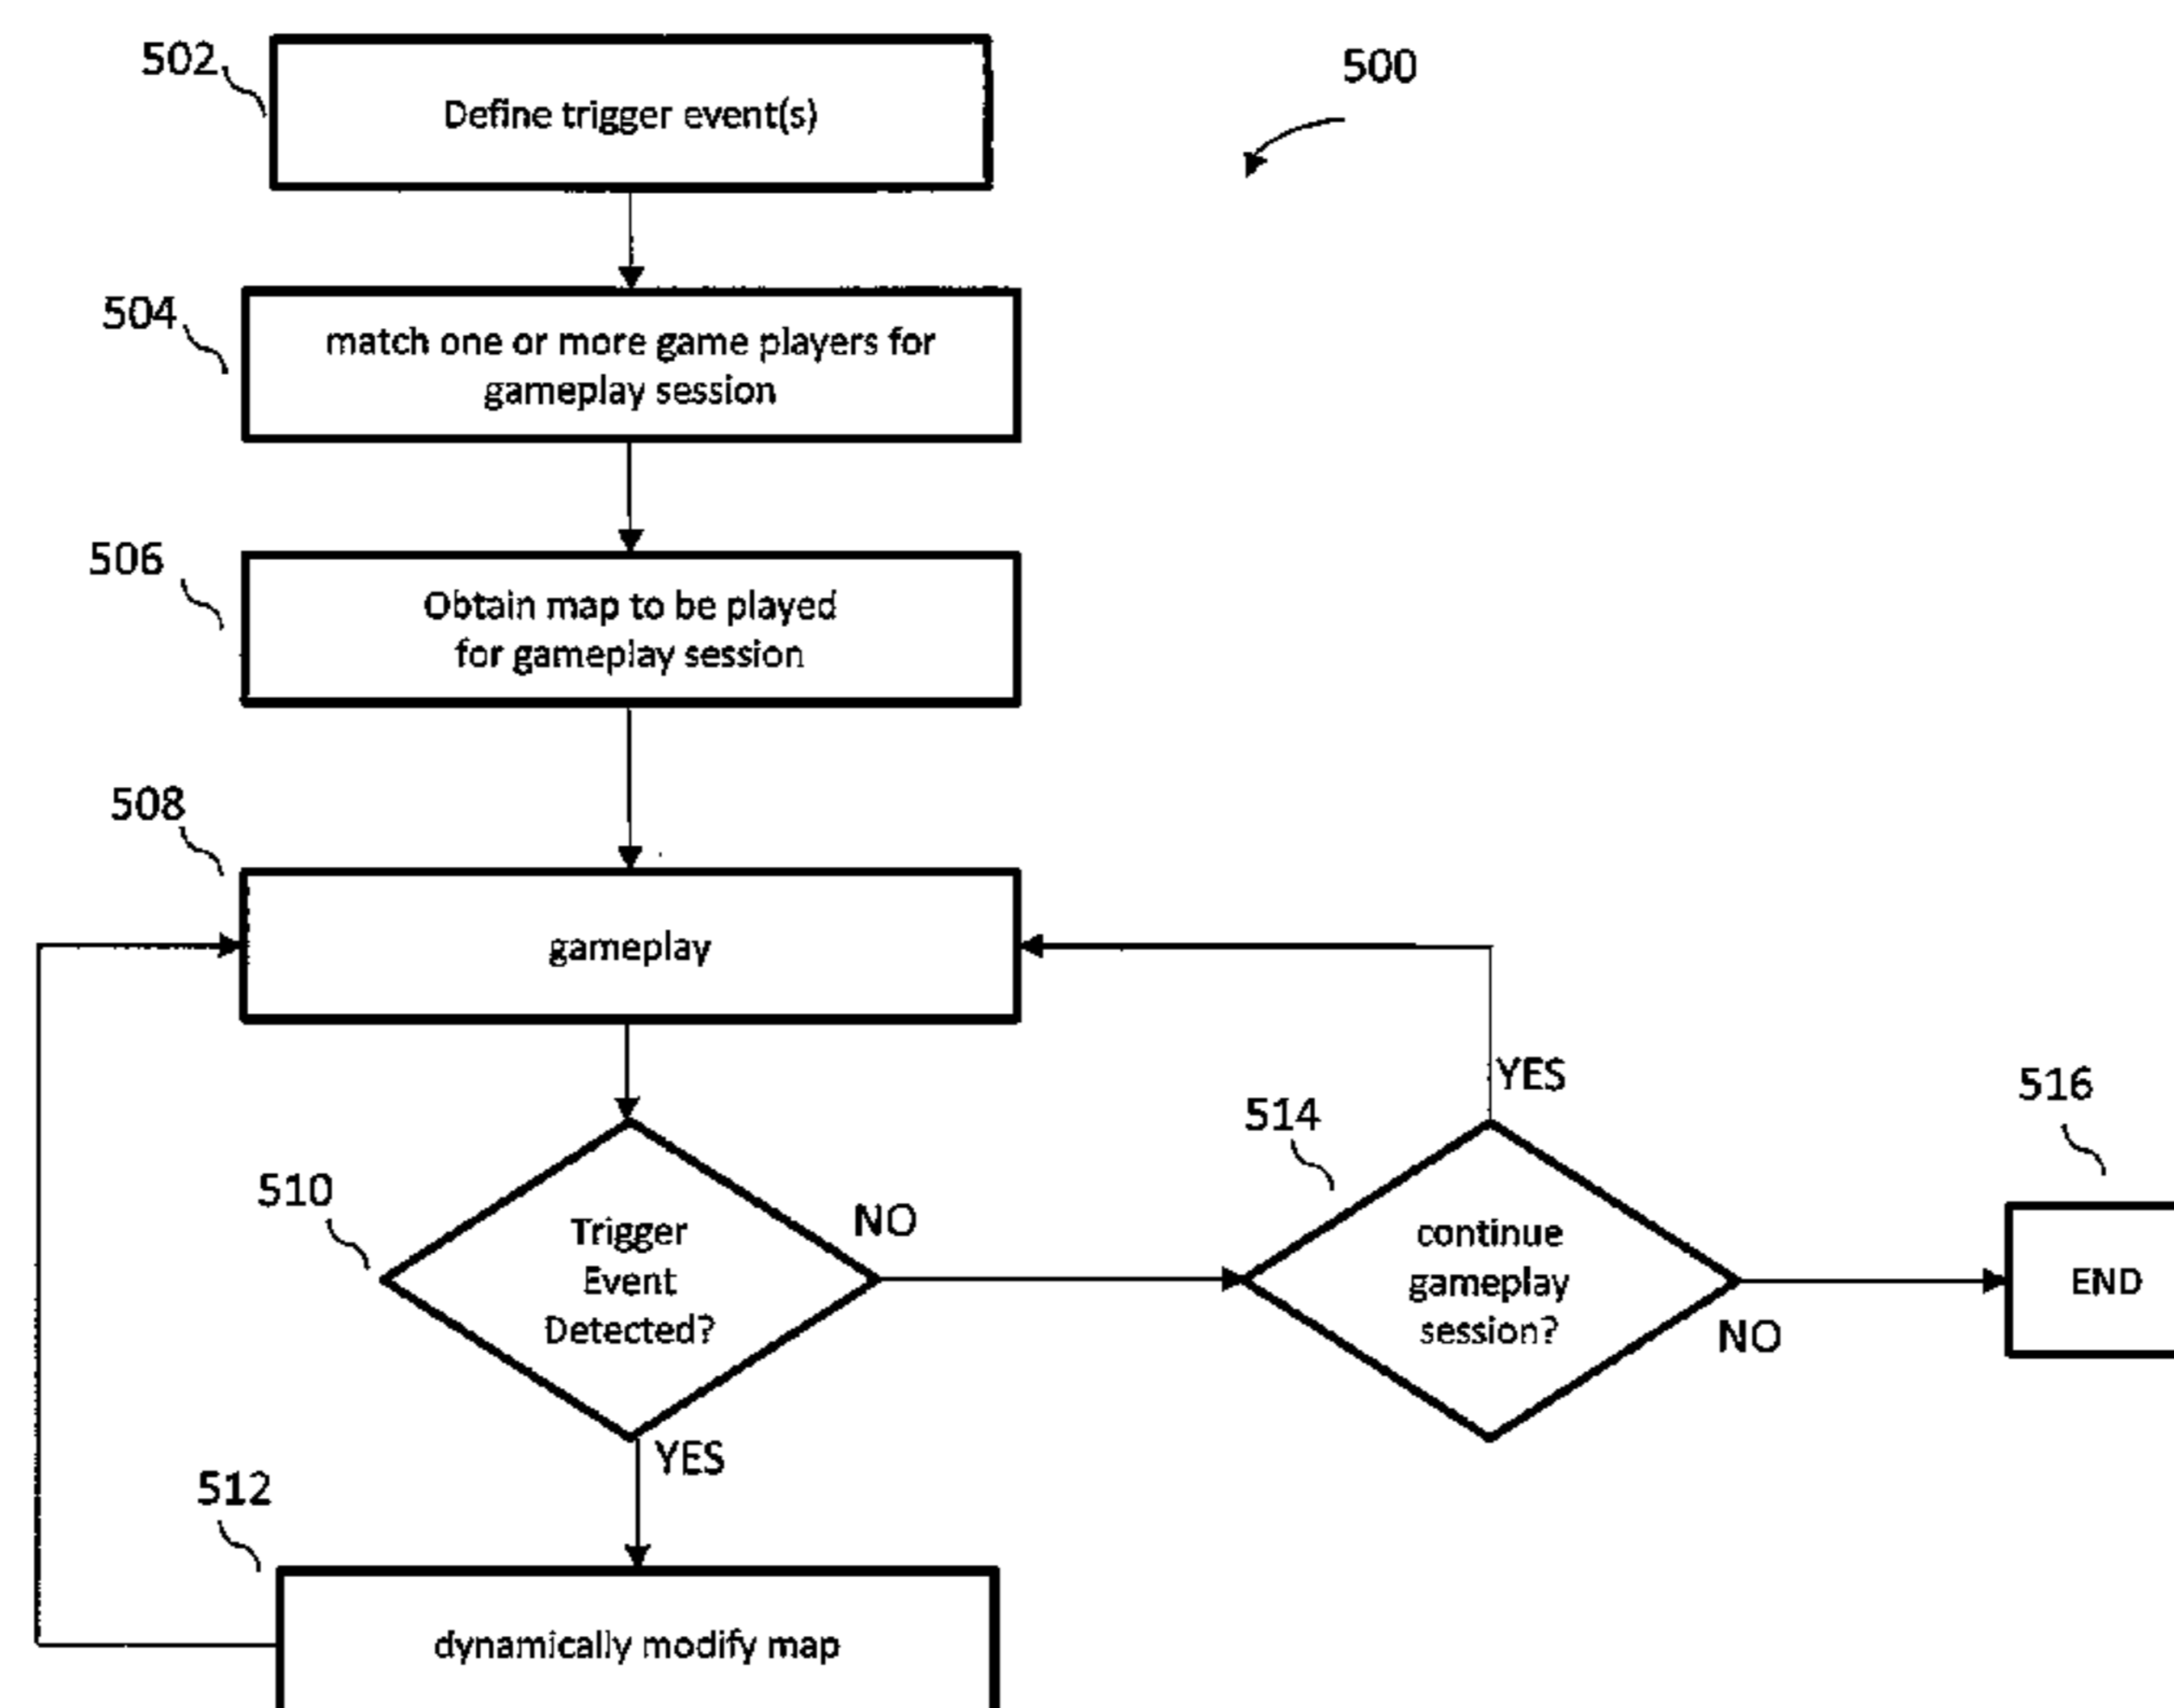 502
Define trigger event(s)
500
504
match one or more game players for
gameplay session
506
Obtain map to be played
for gameplay session
508
gameplay
510
Trigger
Event
Detected?
NO
YES
514
continue
gameplay
session?
YES
NO
516
END
512
dynamically modify map